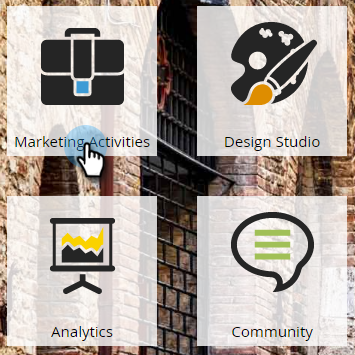 Marketing Activities
Design Studio
Analytics
Community